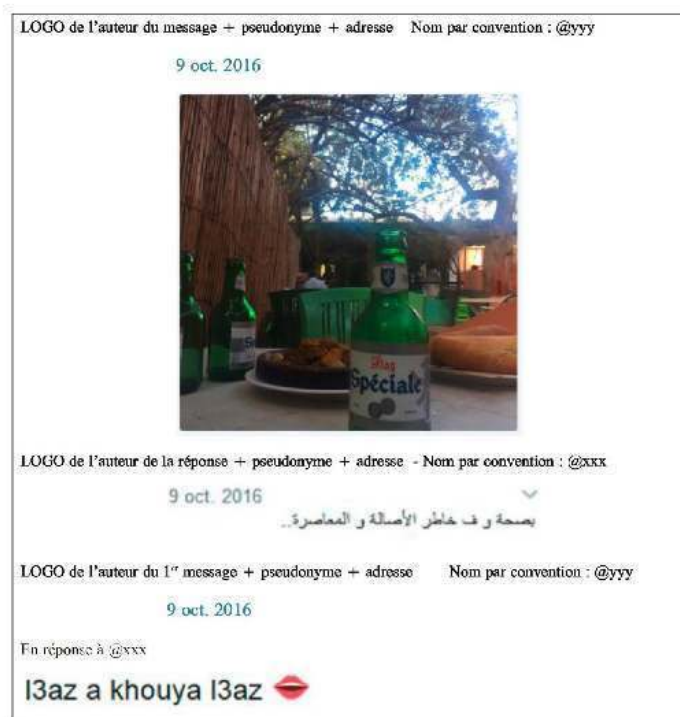 LOGO de l’auteur du message + pseudonyme + adresse Nom par convention : @yyy
9 oct. 2016
Stag
Spéciale
LOGO de l’auteur de la réponse + pseudonyme + adresse - Nom par convention : @xxx
9 oct. 2016
بصحة و ف خاطر الأصالة و المعاصرة..
LOGO de l’auteur du 1er message + pseudonyme + adresse Nom par convention : @yyy
9 oct. 2016
En réponse à @xxx
l3az a khouya l3az